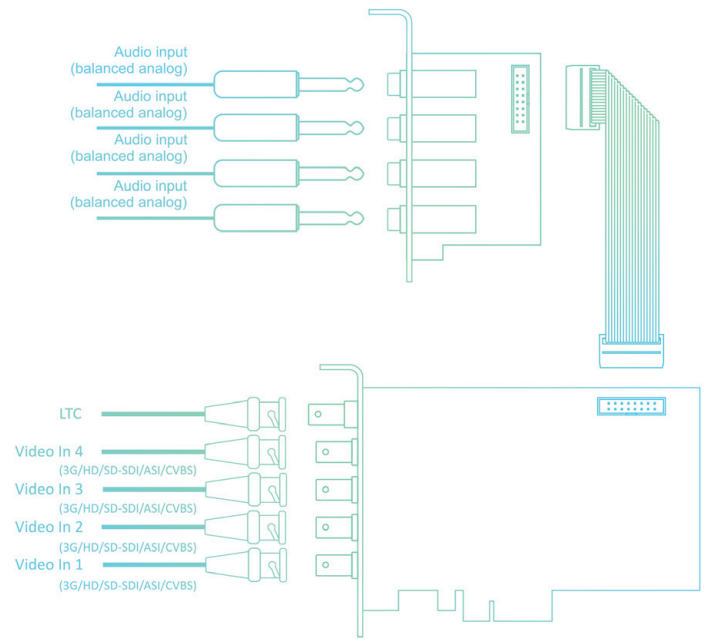 Audio input
(balanced analog)
Audio input
(balanced analog)
Audio input
(balanced analog)
Audio input
(balanced analog)
LTC
Video In 4
(3G/HD/SD-SDI/ASI/CVBS)
Video In 3
(3G/HD/SD-SDI/ASI/CVBS)
Video In 2
(3G/HD/SD-SDI/ASI/CVBS)
Video In 1
(3G/HD/SD-SDI/ASI/CVBS)